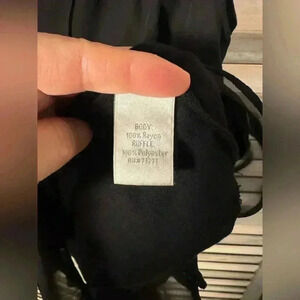 BODY:
100% Rayon
RUFFLE:
100% Polyester